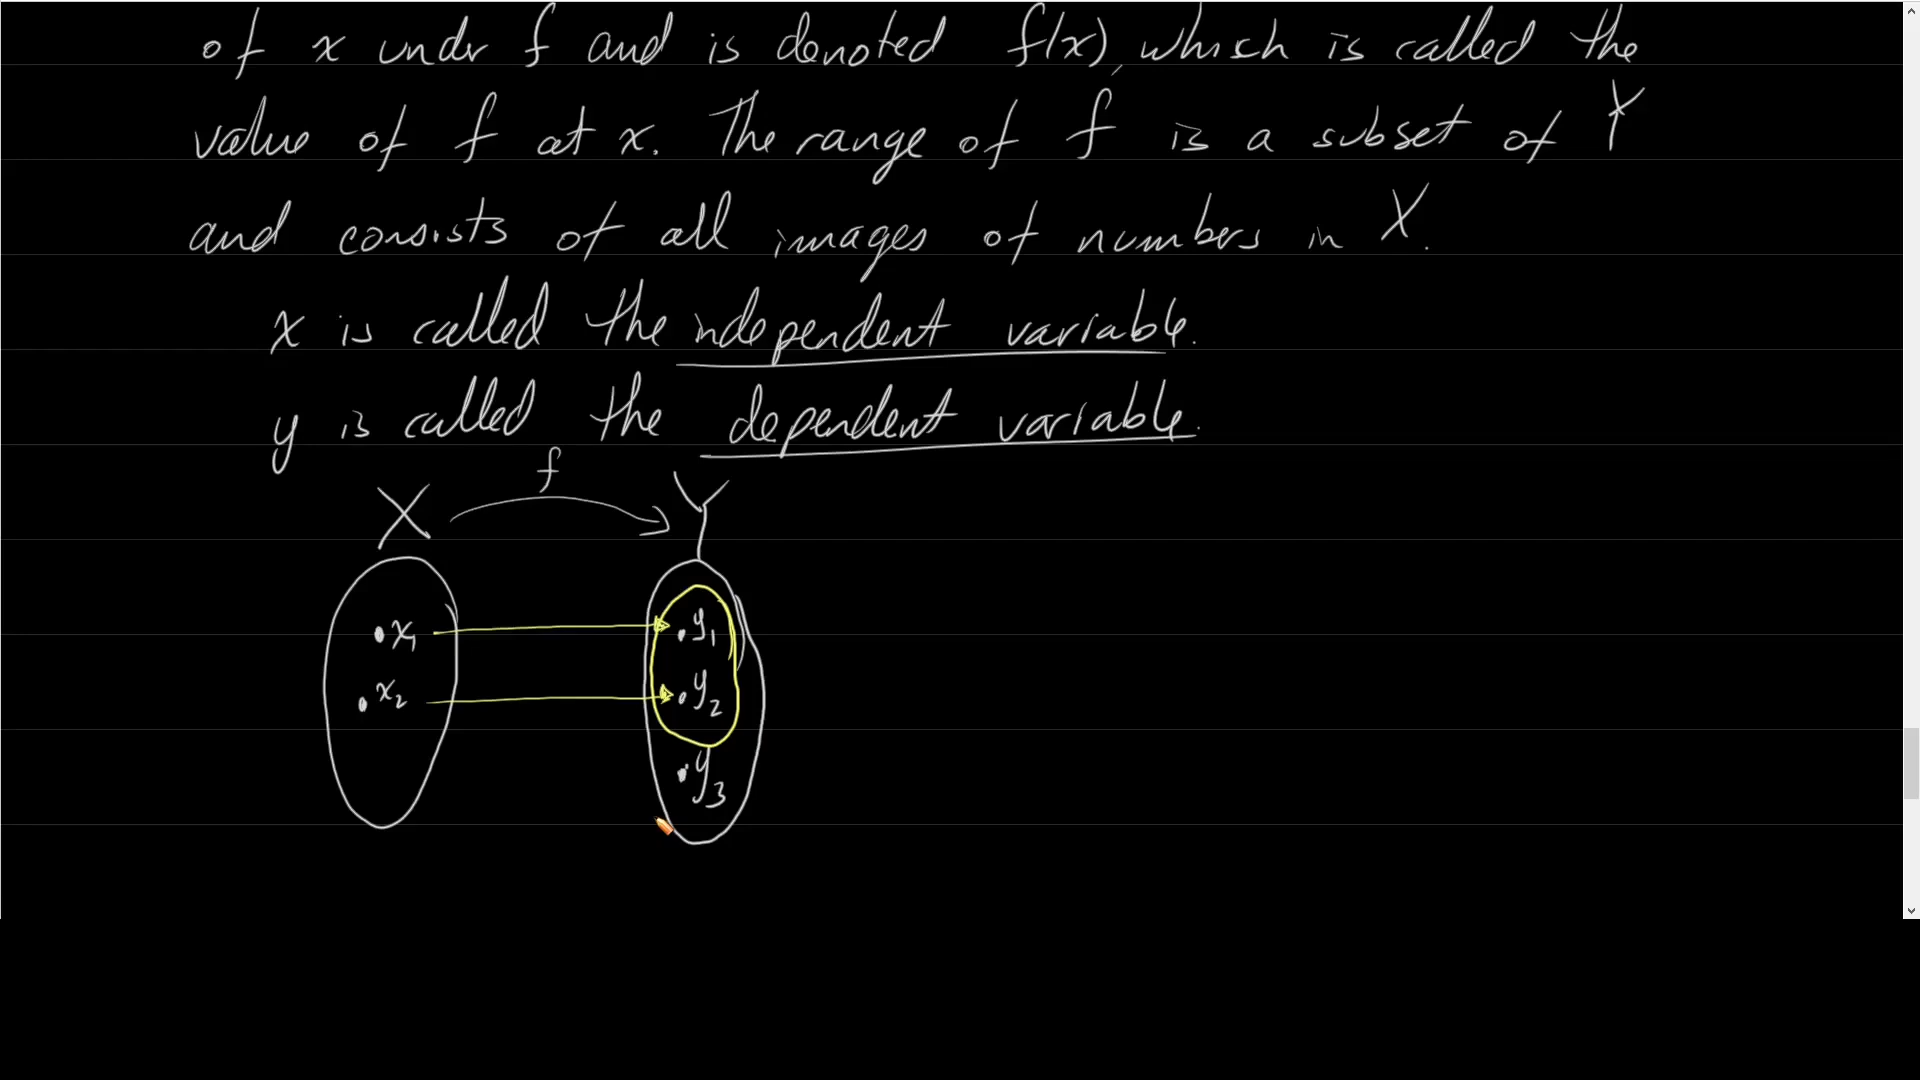 of x under f and is denoted f(x), which is called the
value of f at x. The range of f is a subset of Y
and consists of all images of numbers in X.
x is called the independent variable.
y is called the dependent variable.
f
X Y
x₁ y₁
x₂ y₂
y₃